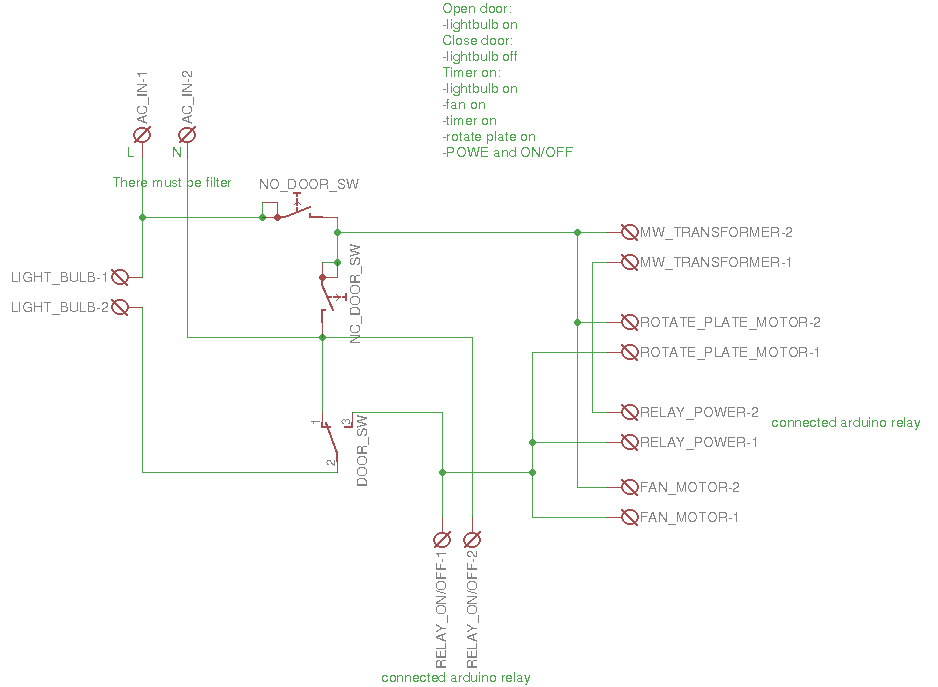 Open door:
-lightbulb on
Close door:
-lightbulb off
Timer on:
-lightbulb on
-fan on
-timer on
-rotate plate on
-POWE and ON/OFF
AC_IN-1
AC_IN-2
L
N
There must be filter
NO_DOOR_SW
MW_TRANSFORMER-2
MW_TRANSFORMER-1
NC_DOOR_SW
LIGHT_BULB-1
LIGHT_BULB-2
ROTATE_PLATE_MOTOR-2
ROTATE_PLATE_MOTOR-1
1
3
2
DOOR_SW
RELAY_POWER-2
RELAY_POWER-1
connected arduino relay
FAN_MOTOR-2
FAN_MOTOR-1
RELAY_ON/OFF-1
RELAY_ON/OFF-2
connected arduino relay